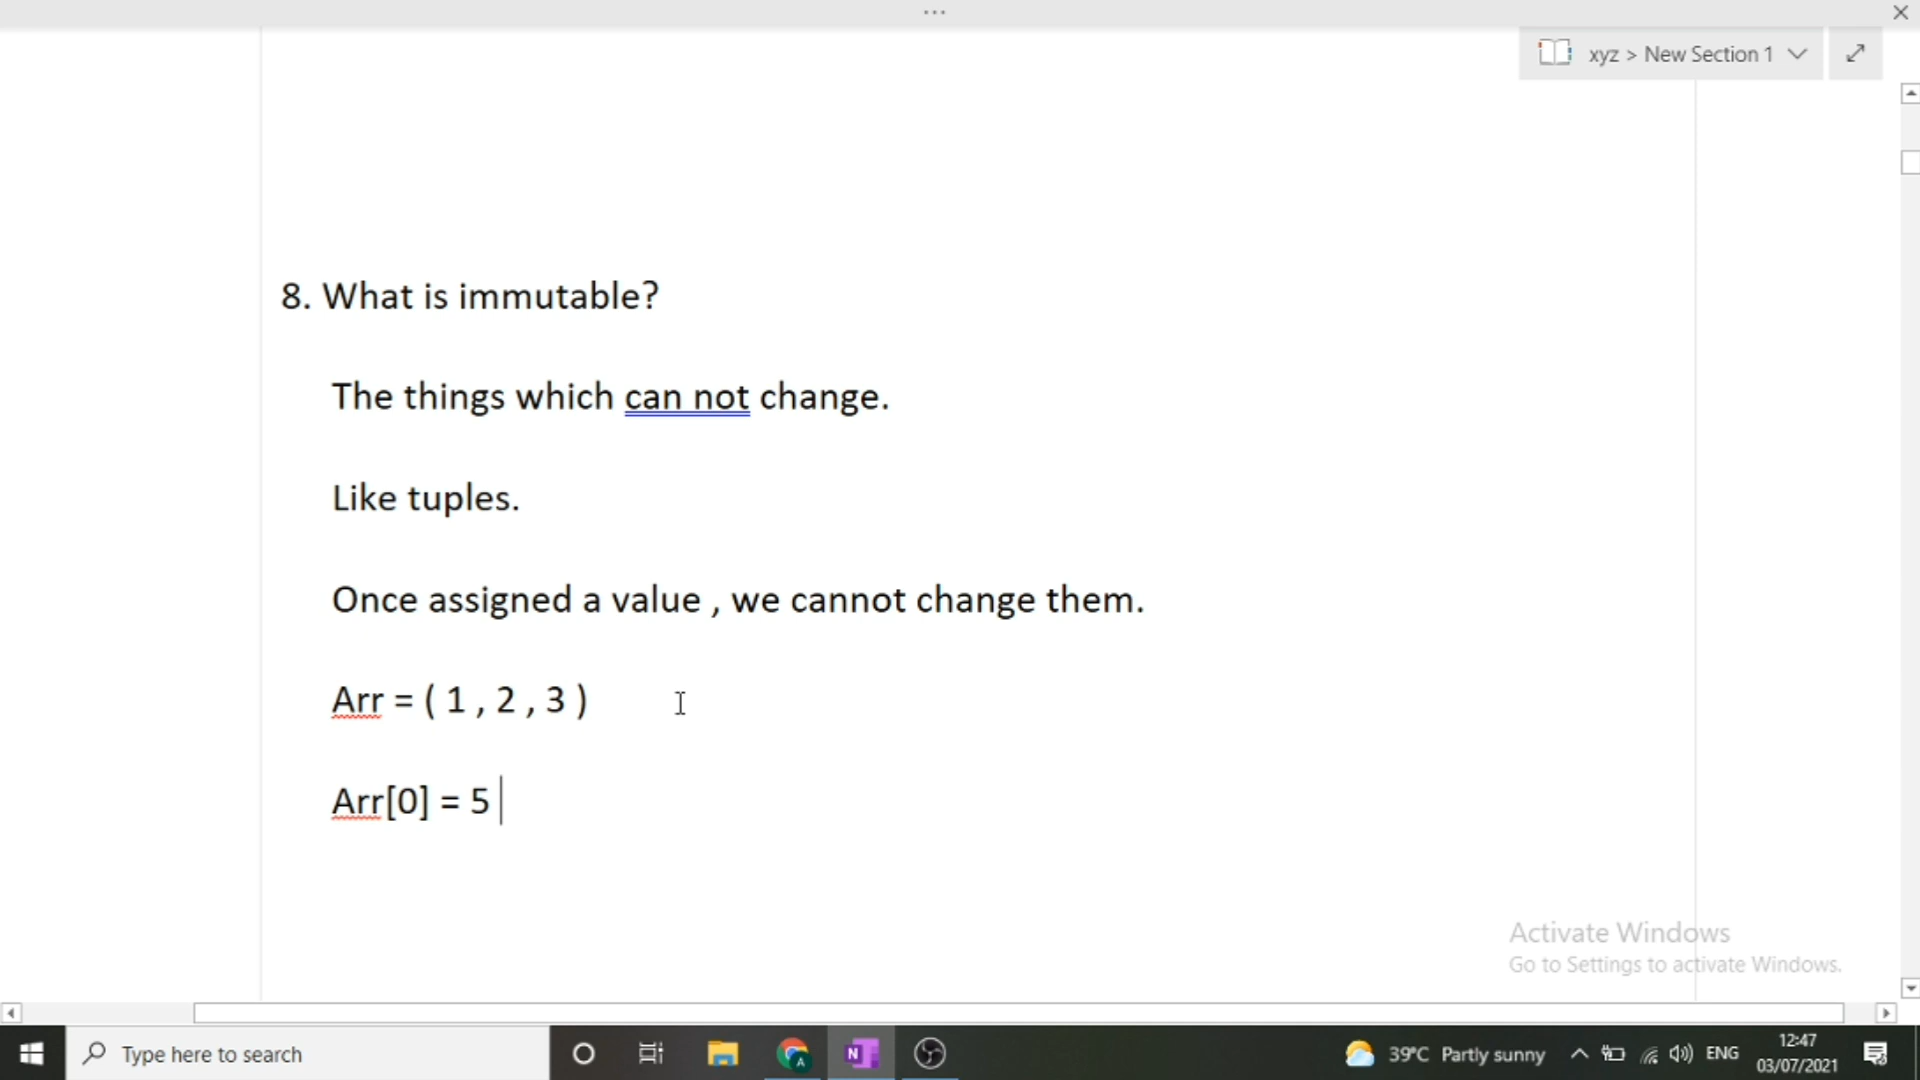 ...
xyz > New Section 1
8. What is immutable?
The things which can not change.
Like tuples.
Once assigned a value , we cannot change them.
Arr = ( 1 , 2 , 3 )
Arr[0] = 5
Activate Windows
Go to Settings to activate Windows.
Type here to search
39°C Partly sunny
ENG
12:47
03/07/2021